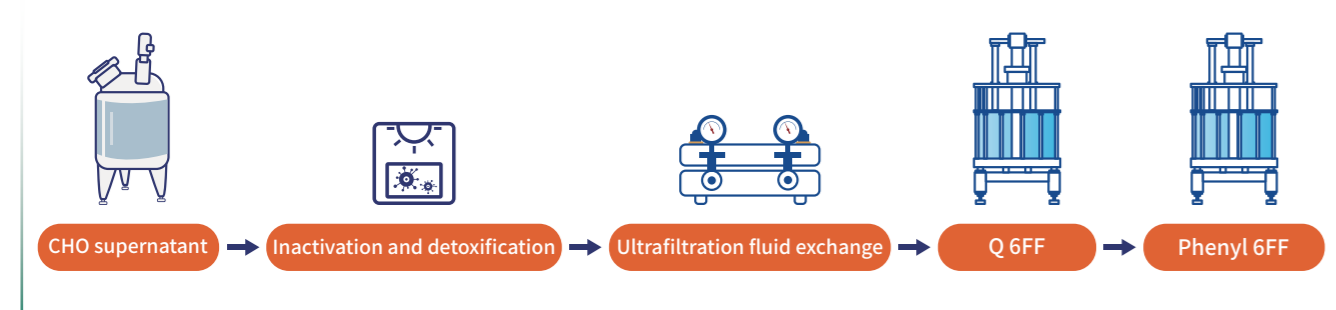 CHO supernatant
Inactivation and detoxification
Ultrafiltration fluid exchange
Q 6FF
Phenyl 6FF